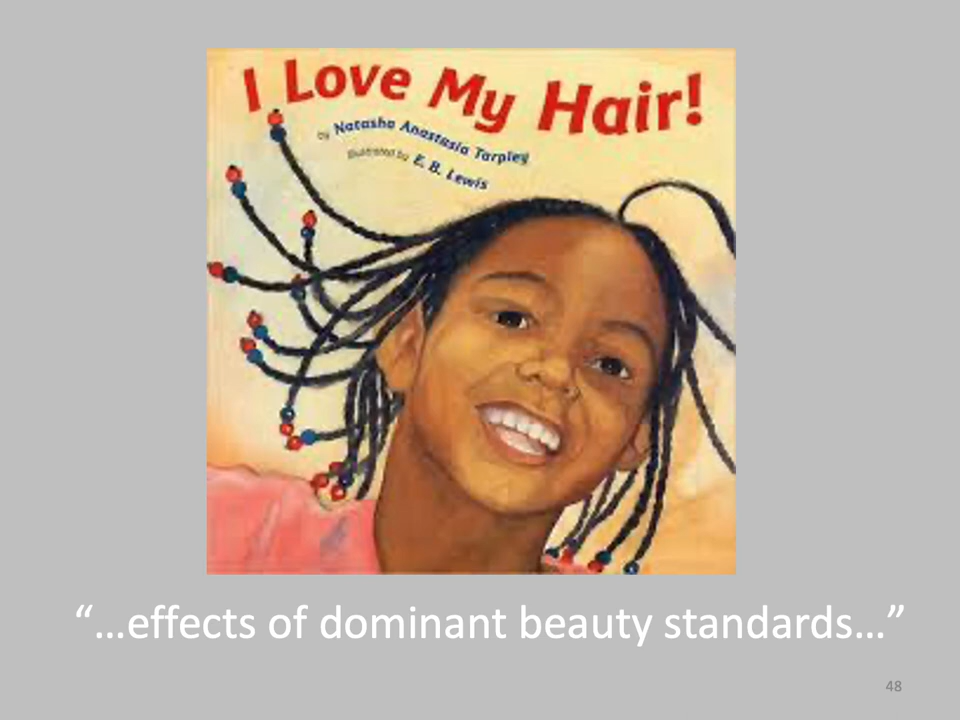 I Love My Hair!
by Natasha Anastasia Tarpley
Illustrated by E. B. Lewis
“...effects of dominant beauty standards...”
48